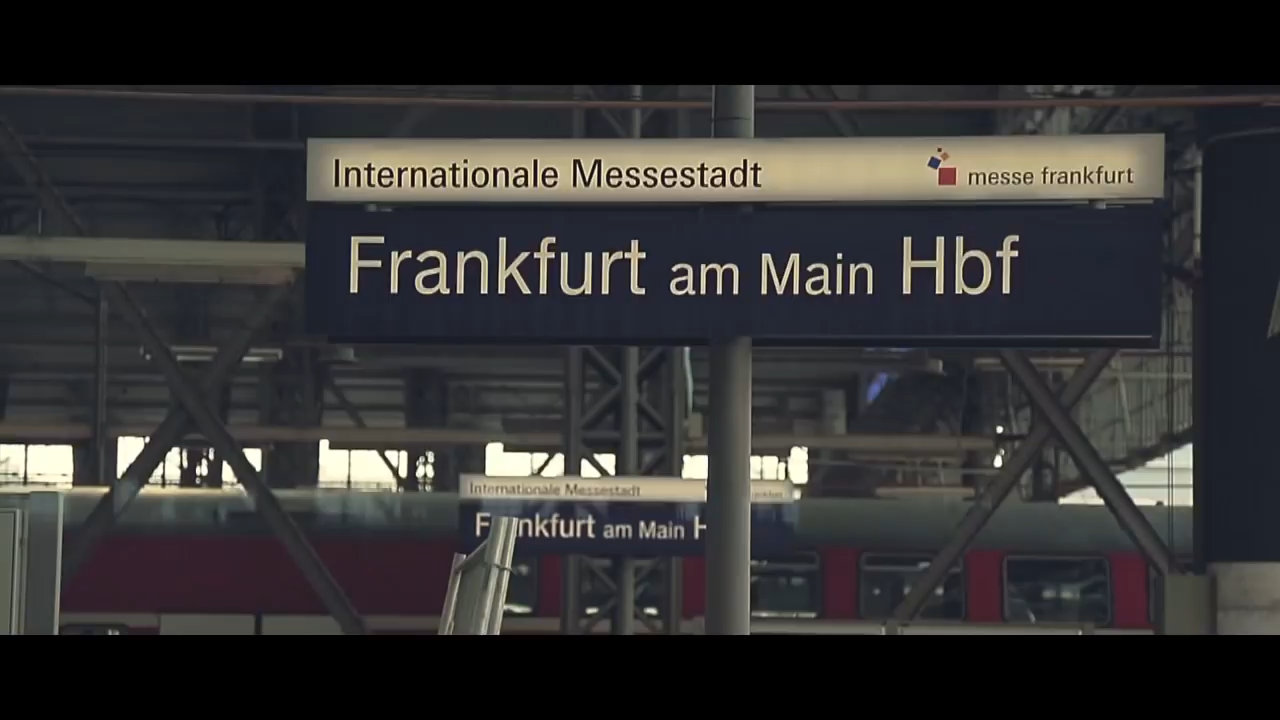 Internationale Messestadt
messe frankfurt
Frankfurt am Main Hbf
Internationale Messestadt
Frankfurt am Main H